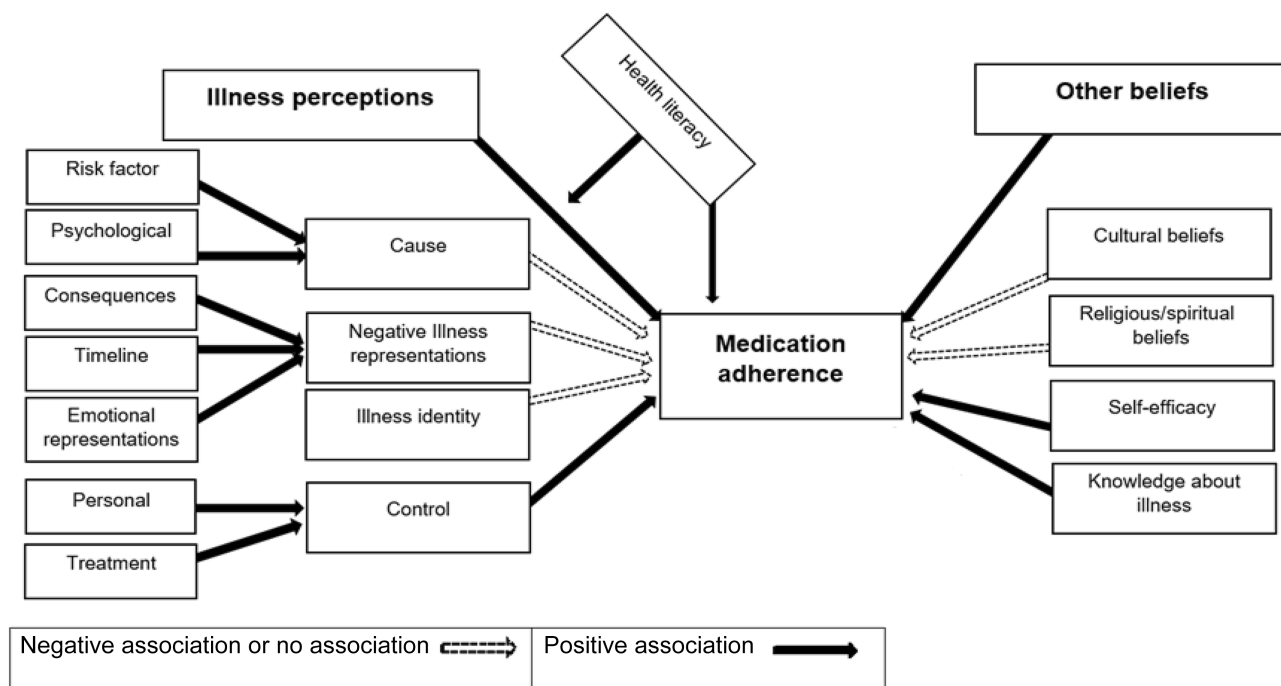 Illness perceptions
Health literacy
Other beliefs
Risk factor
Psychological
Consequences
Timeline
Emotional
representations
Personal
Treatment
Cause
Negative Illness
representations
Illness identity
Control
Medication
adherence
Cultural beliefs
Religious/spiritual
beliefs
Self-efficacy
Knowledge about
illness
Negative association or no association
Positive association